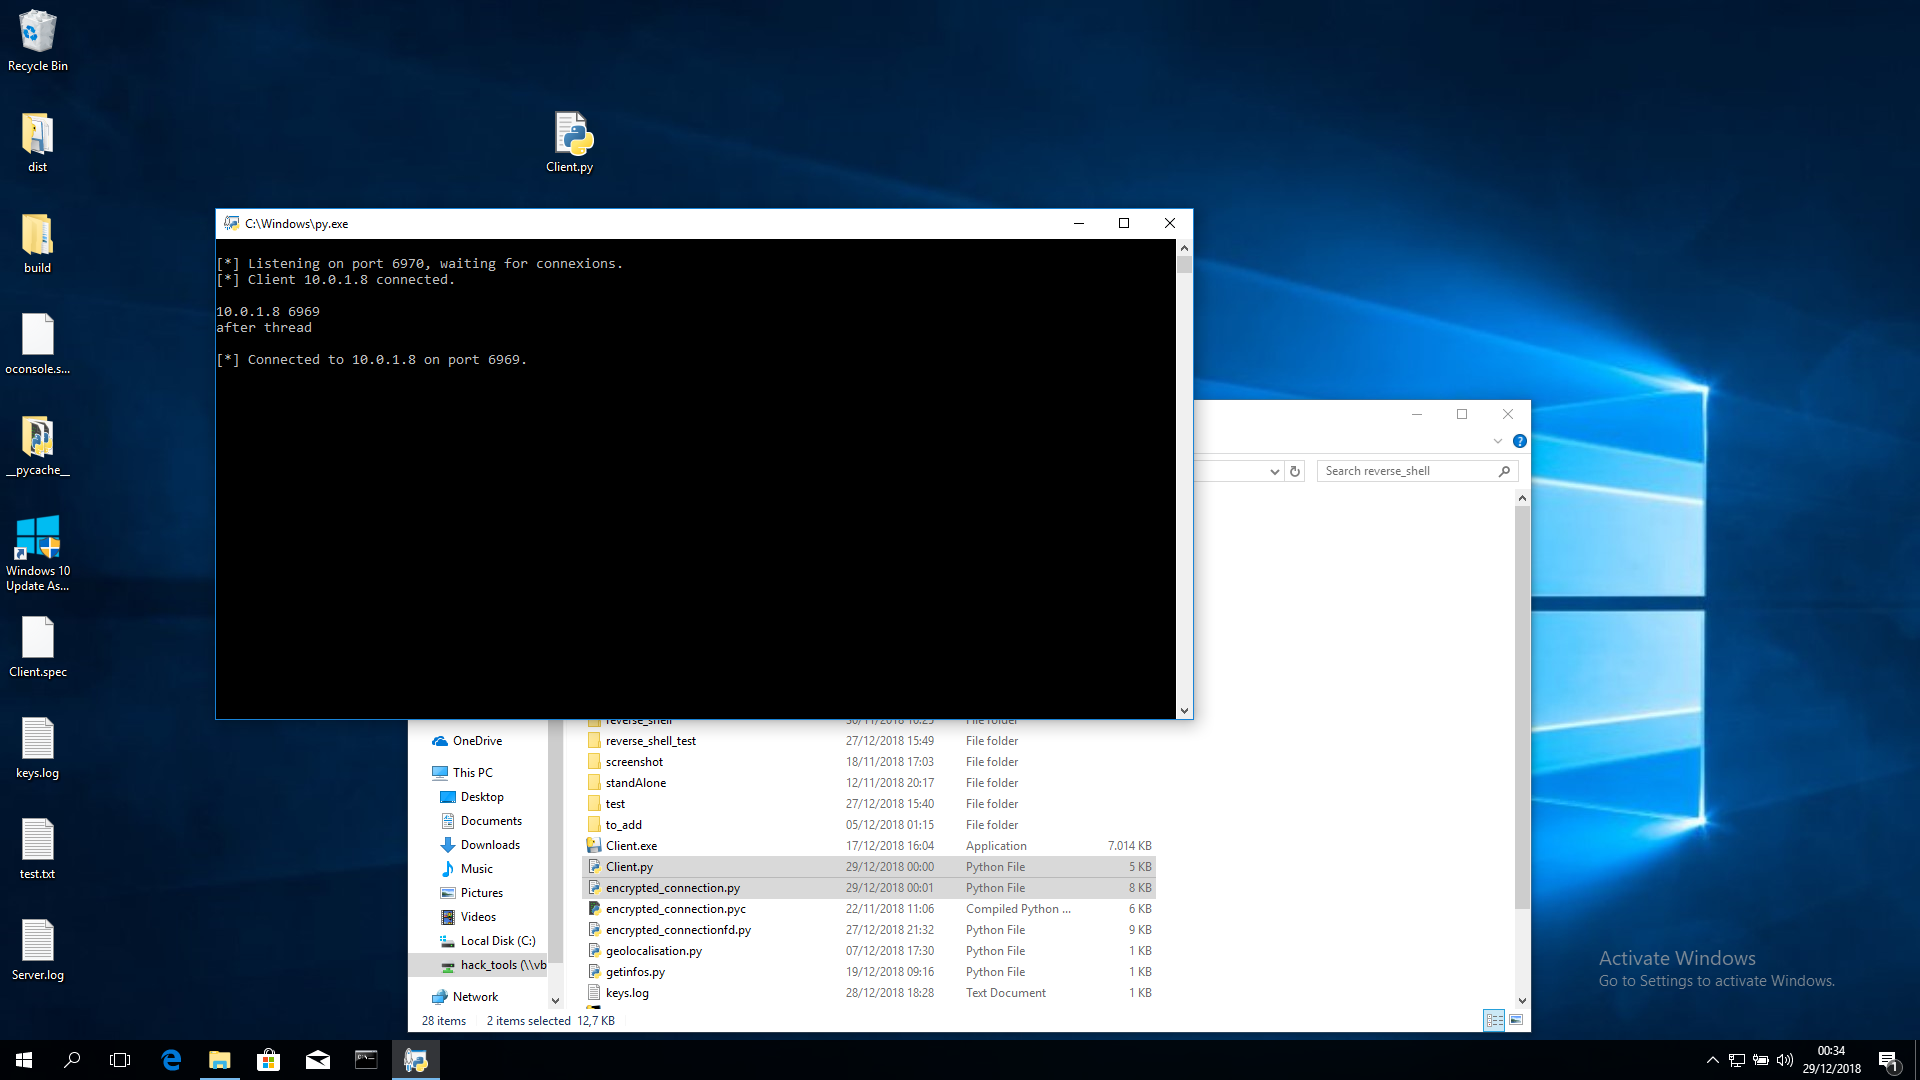 Recycle Bin
dist
build
oconsole.s...
__pycache__
Windows 10
Update As...
Client.spec
keys.log
test.txt
Server.log
Client.py
C:\Windows\py.exe
[*] Listening on port 6970, waiting for connexions.
[*] Client 10.0.1.8 connected.
10.0.1.8 6969
after thread
[*] Connected to 10.0.1.8 on port 6969.
Search reverse_shell
OneDrive
This PC
Desktop
Documents
Downloads
Music
Pictures
Videos
Local Disk (C:)
hack_tools (\\vb
Network
reverse_shell 30/11/2018 10:25 File folder
reverse_shell_test 27/12/2018 15:49 File folder
screenshot 18/11/2018 17:03 File folder
standAlone 12/11/2018 20:17 File folder
test 27/12/2018 15:40 File folder
to_add 05/12/2018 01:15 File folder
Client.exe 17/12/2018 16:04 Application 7.014 KB
Client.py 29/12/2018 00:00 Python File 5 KB
encrypted_connection.py 29/12/2018 00:01 Python File 8 KB
encrypted_connection.pyc 22/11/2018 11:06 Compiled Python ... 6 KB
encrypted_connectionfd.py 27/12/2018 21:32 Python File 9 KB
geolocalisation.py 07/12/2018 17:30 Python File 1 KB
getinfos.py 19/12/2018 09:16 Python File 1 KB
keys.log 28/12/2018 18:28 Text Document 1 KB
28 items 2 items selected 12,7 KB
Activate Windows
Go to Settings to activate Windows.
00:34
29/12/2018
1